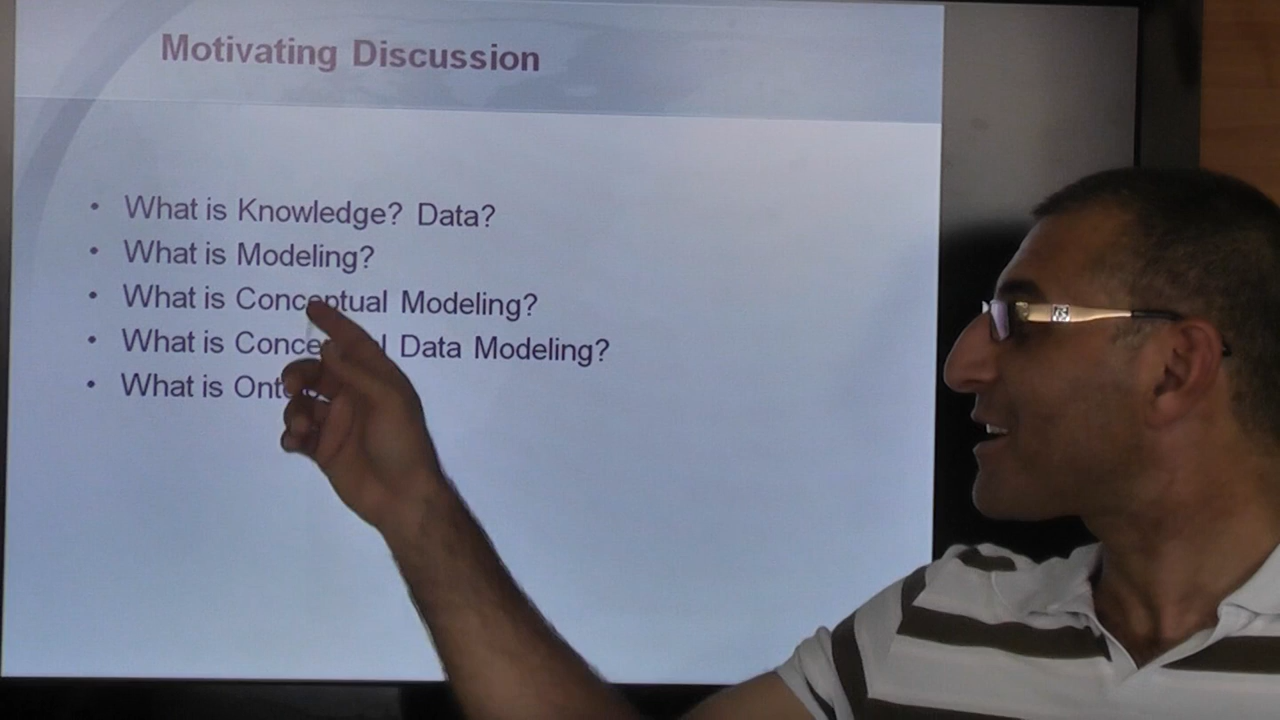 Motivating Discussion
• What is Knowledge? Data?
• What is Modeling?
• What is Conceptual Modeling?
• What is Data Modeling?
• What is